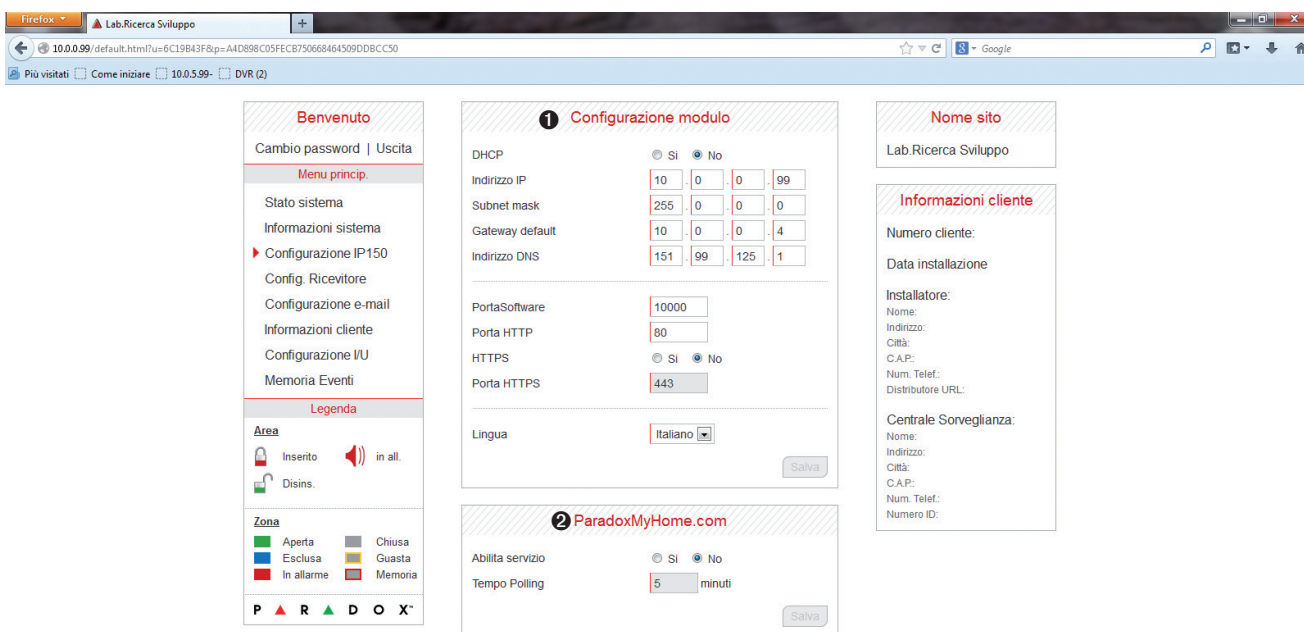 Firefox
Lab.Ricerca Sviluppo
10.0.0.99/default.html?u=6C19B43F&p=A4D898C05FECB750668464509DDBCC50
Google
Più visitati
Come iniziare
10.0.5.99-
DVR (2)
Benvenuto
Cambio password | Uscita
Menu princip.
Stato sistema
Informazioni sistema
Configurazione IP150
Config. Ricevitore
Configurazione e-mail
Informazioni cliente
Configurazione I/U
Memoria Eventi
Legenda
Area
Inserito in all.
Disins.
Zona
Aperta Chiusa
Esclusa Guasta
In allarme Memoria
PARADOX™
1 Configurazione modulo
DHCP Si No
Indirizzo IP 10 . 0 . 0 . 99
Subnet mask 255 . 0 . 0 . 0
Gateway default 10 . 0 . 0 . 4
Indirizzo DNS 151 . 99 . 125 . 1
PortaSoftware 10000
Porta HTTP 80
HTTPS Si No
Porta HTTPS 443
Lingua Italiano
Salva
2 ParadoxMyHome.com
Abilita servizio Si No
Tempo Polling 5 minuti
Salva
Nome sito
Lab.Ricerca Sviluppo
Informazioni cliente
Numero cliente:
Data installazione
Installatore:
Nome:
Indirizzo:
Città:
C.A.P.:
Num. Telef.:
Distributore URL:
Centrale Sorveglianza:
Nome:
Indirizzo:
Città:
C.A.P.:
Num. Telef.:
Numero ID: